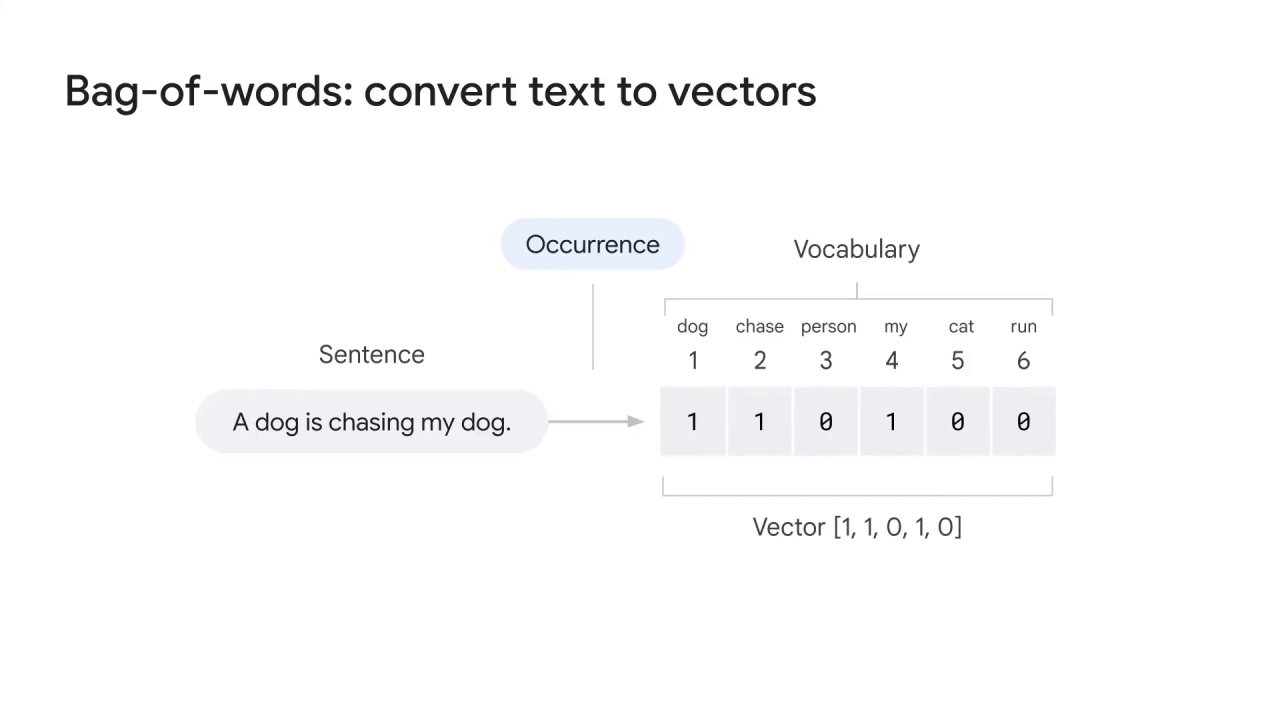 Bag-of-words: convert text to vectors
Occurrence
Vocabulary
dog chase person my cat run
1 2 3 4 5 6
Sentence
A dog is chasing my dog.
1 1 0 1 0 0
Vector [1, 1, 0, 1, 0]